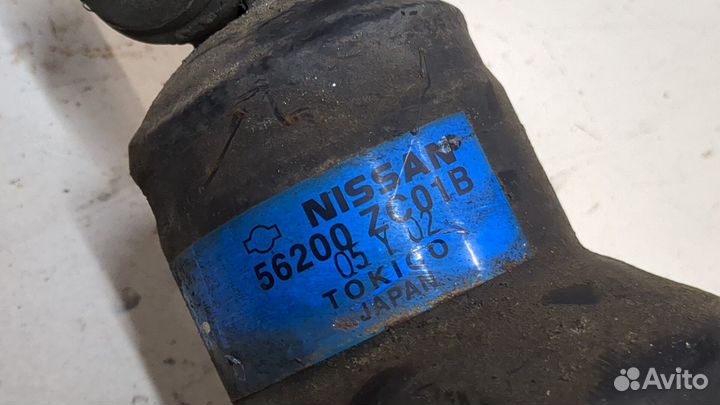 NISSAN
56200 ZC01B
05 Y 02
TOKICO
JAPAN
Avito